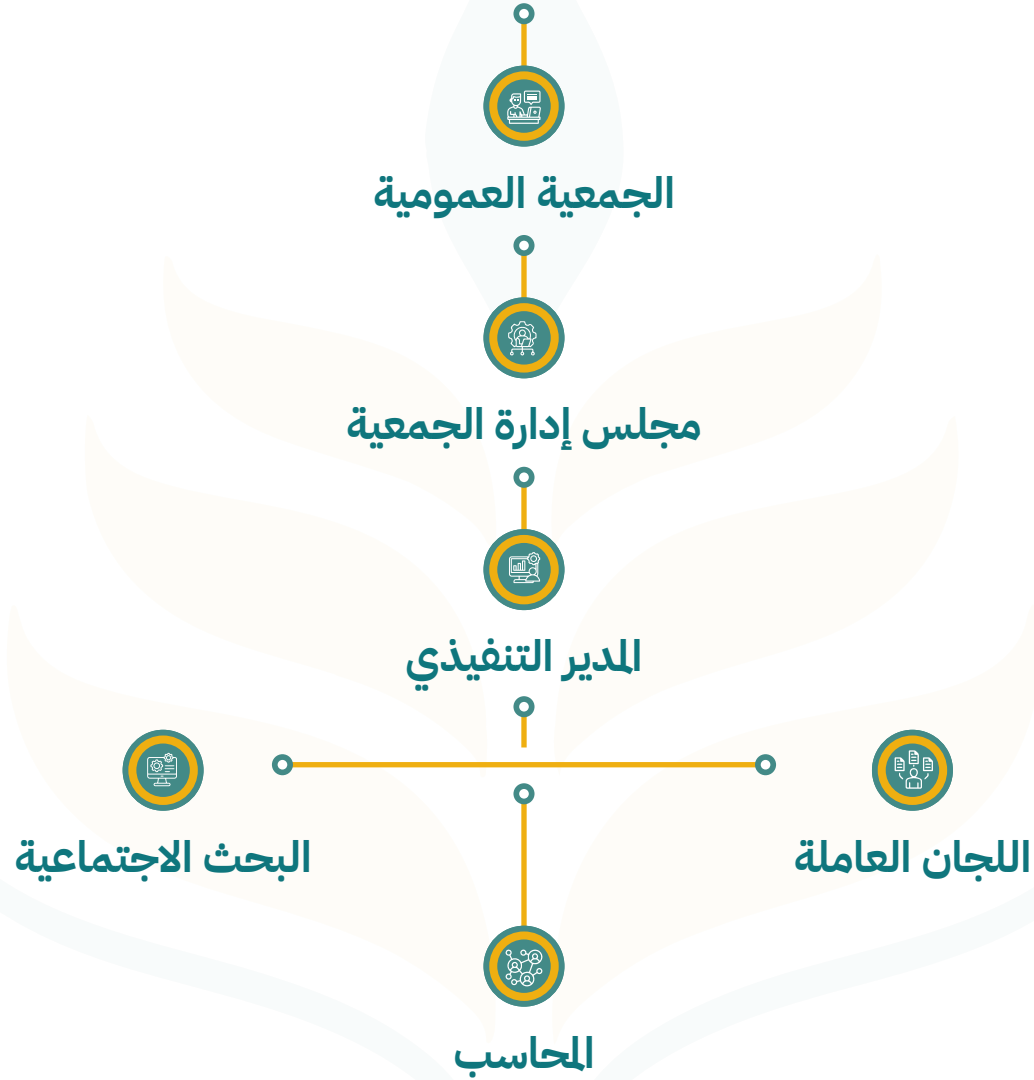 الجمعية العمومية
مجلس إدارة الجمعية
المدير التنفيذي
اللجان العاملة
البحث الاجتماعية
المحاسب